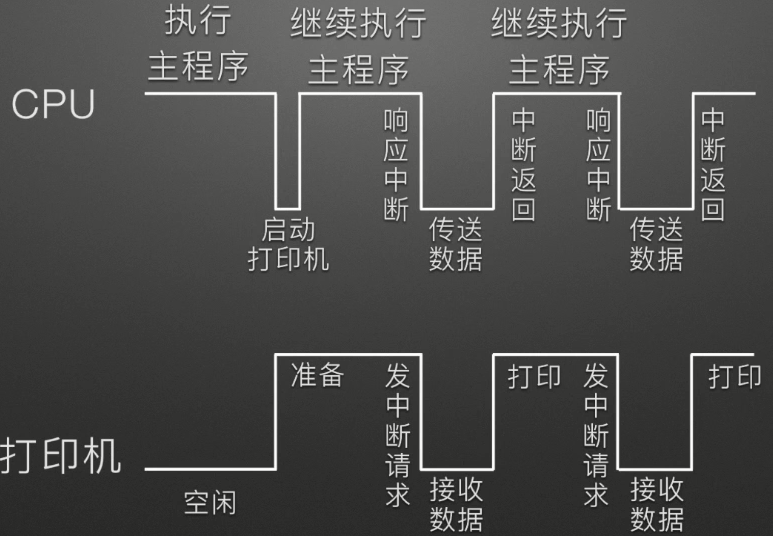 执行
主程序
继续执行
主程序
继续执行
主程序
CPU
响应中断
中断返回
响应中断
中断返回
启动
打印机
传送
数据
传送
数据
准备
发中断请求
打印
发中断请求
打印
打印机
空闲
接收
数据
接收
数据